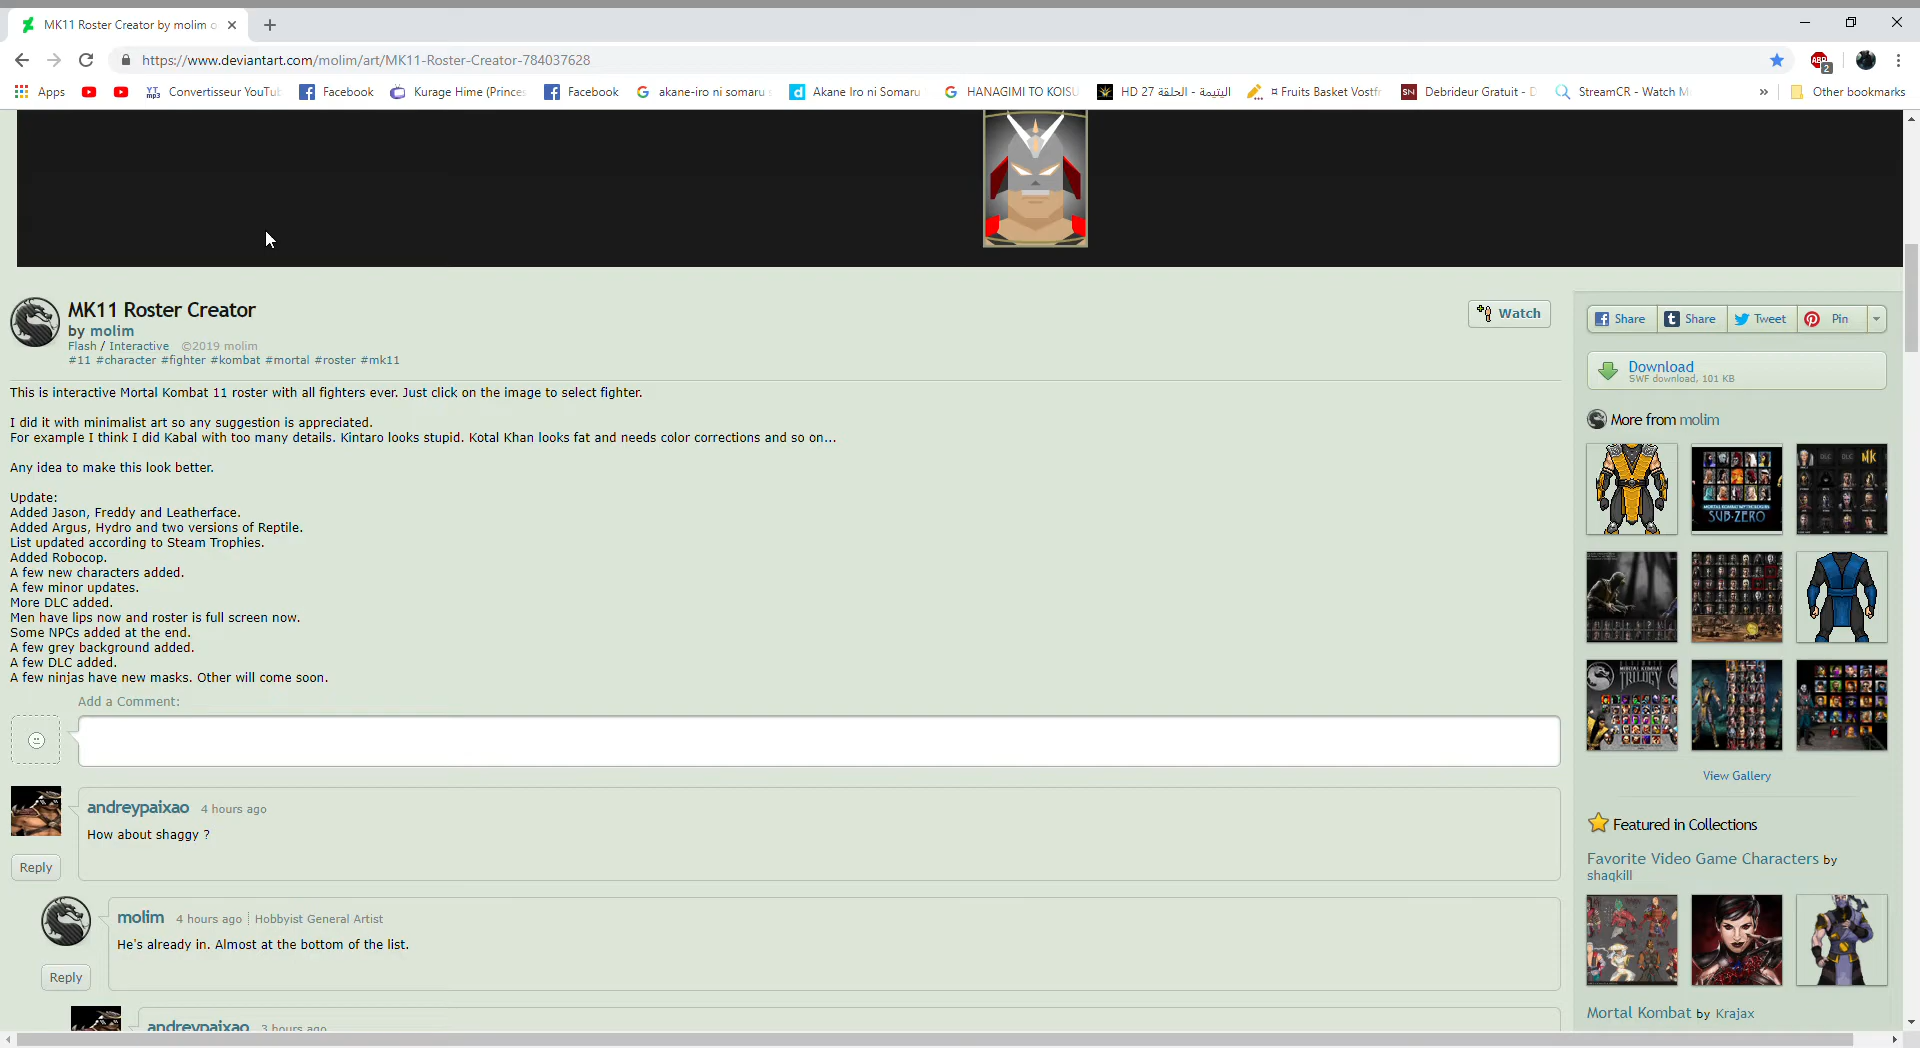 MK11 Roster Creator by molim o
https://www.deviantart.com/molim/art/MK11-Roster-Creator-784037628
ABP
2
Apps
YT mp3
Convertisseur YouTu
Facebook
Kurage Hime (Prince
Facebook
akane-iro ni somaru
Akane Iro ni Somaru
HANAGIMI TO KOISU
HD 27 اليتيمة - الحلقة
¤ Fruits Basket Vostfr
SN
Debrideur Gratuit - D
StreamCR - Watch M
»
Other bookmarks
MK11 Roster Creator
by molim
Flash / Interactive ©2019 molim
#11 #character #fighter #kombat #mortal #roster #mk11
Watch
This is interactive Mortal Kombat 11 roster with all fighters ever. Just click on the image to select fighter.
I did it with minimalist art so any suggestion is appreciated.
For example I think I did Kabal with too many details. Kintaro looks stupid. Kotal Khan looks fat and needs color corrections and so on...
Any idea to make this look better.
Update:
Added Jason, Freddy and Leatherface.
Added Argus, Hydro and two versions of Reptile.
List updated according to Steam Trophies.
Added Robocop.
A few new characters added.
A few minor updates.
More DLC added.
Men have lips now and roster is full screen now.
Some NPCs added at the end.
A few grey background added.
A few DLC added.
A few ninjas have new masks. Other will come soon.
Add a Comment:
andreypaixao 4 hours ago
How about shaggy ?
Reply
molim 4 hours ago Hobbyist General Artist
He's already in. Almost at the bottom of the list.
Reply
andreypaixao 3 hours ago
Share
Share
Tweet
Pin
Download
SWF download, 101 KB
More from molim
SUB-ZERO
MK
TRILOGY
View Gallery
Featured in Collections
Favorite Video Game Characters by
shaqkill
Mortal Kombat by Krajax